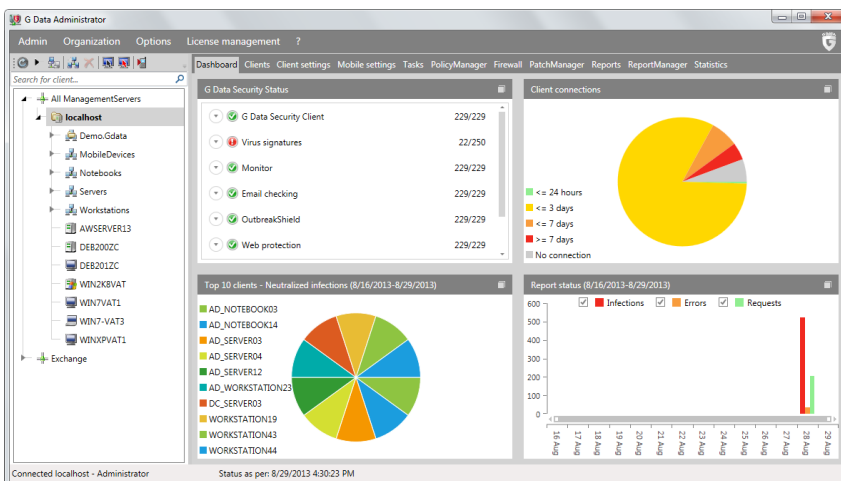 G Data Administrator
Admin Organization Options License management ?
Search for client...
All ManagementServers
localhost
Demo.Gdata
MobileDevices
Notebooks
Servers
Workstations
AWSERVER13
DEB200ZC
DEB201ZC
WIN2K8VAT
WIN7VAT1
WIN7-VAT3
WINXPVAT1
Exchange
Dashboard Clients Client settings Mobile settings Tasks PolicyManager Firewall PatchManager Reports ReportManager Statistics
G Data Security Status
G Data Security Client 229/229
Virus signatures 22/250
Monitor 229/229
Email checking 229/229
OutbreakShield 229/229
Web protection 229/229
Client connections
<= 24 hours
<= 3 days
<= 7 days
>= 7 days
No connection
Top 10 clients - Neutralized infections (8/16/2013-8/29/2013)
AD_NOTEBOOK03
AD_NOTEBOOK14
AD_SERVER03
AD_SERVER04
AD_SERVER12
AD_WORKSTATION23
DC_SERVER03
WORKSTATION19
WORKSTATION43
WORKSTATION44
Report status (8/16/2013-8/29/2013)
Infections Errors Requests
600
500
400
300
200
100
0
16 Aug
17 Aug
18 Aug
19 Aug
20 Aug
21 Aug
22 Aug
23 Aug
24 Aug
25 Aug
26 Aug
27 Aug
28 Aug
29 Aug
Connected localhost - Administrator Status as per: 8/29/2013 4:30:23 PM